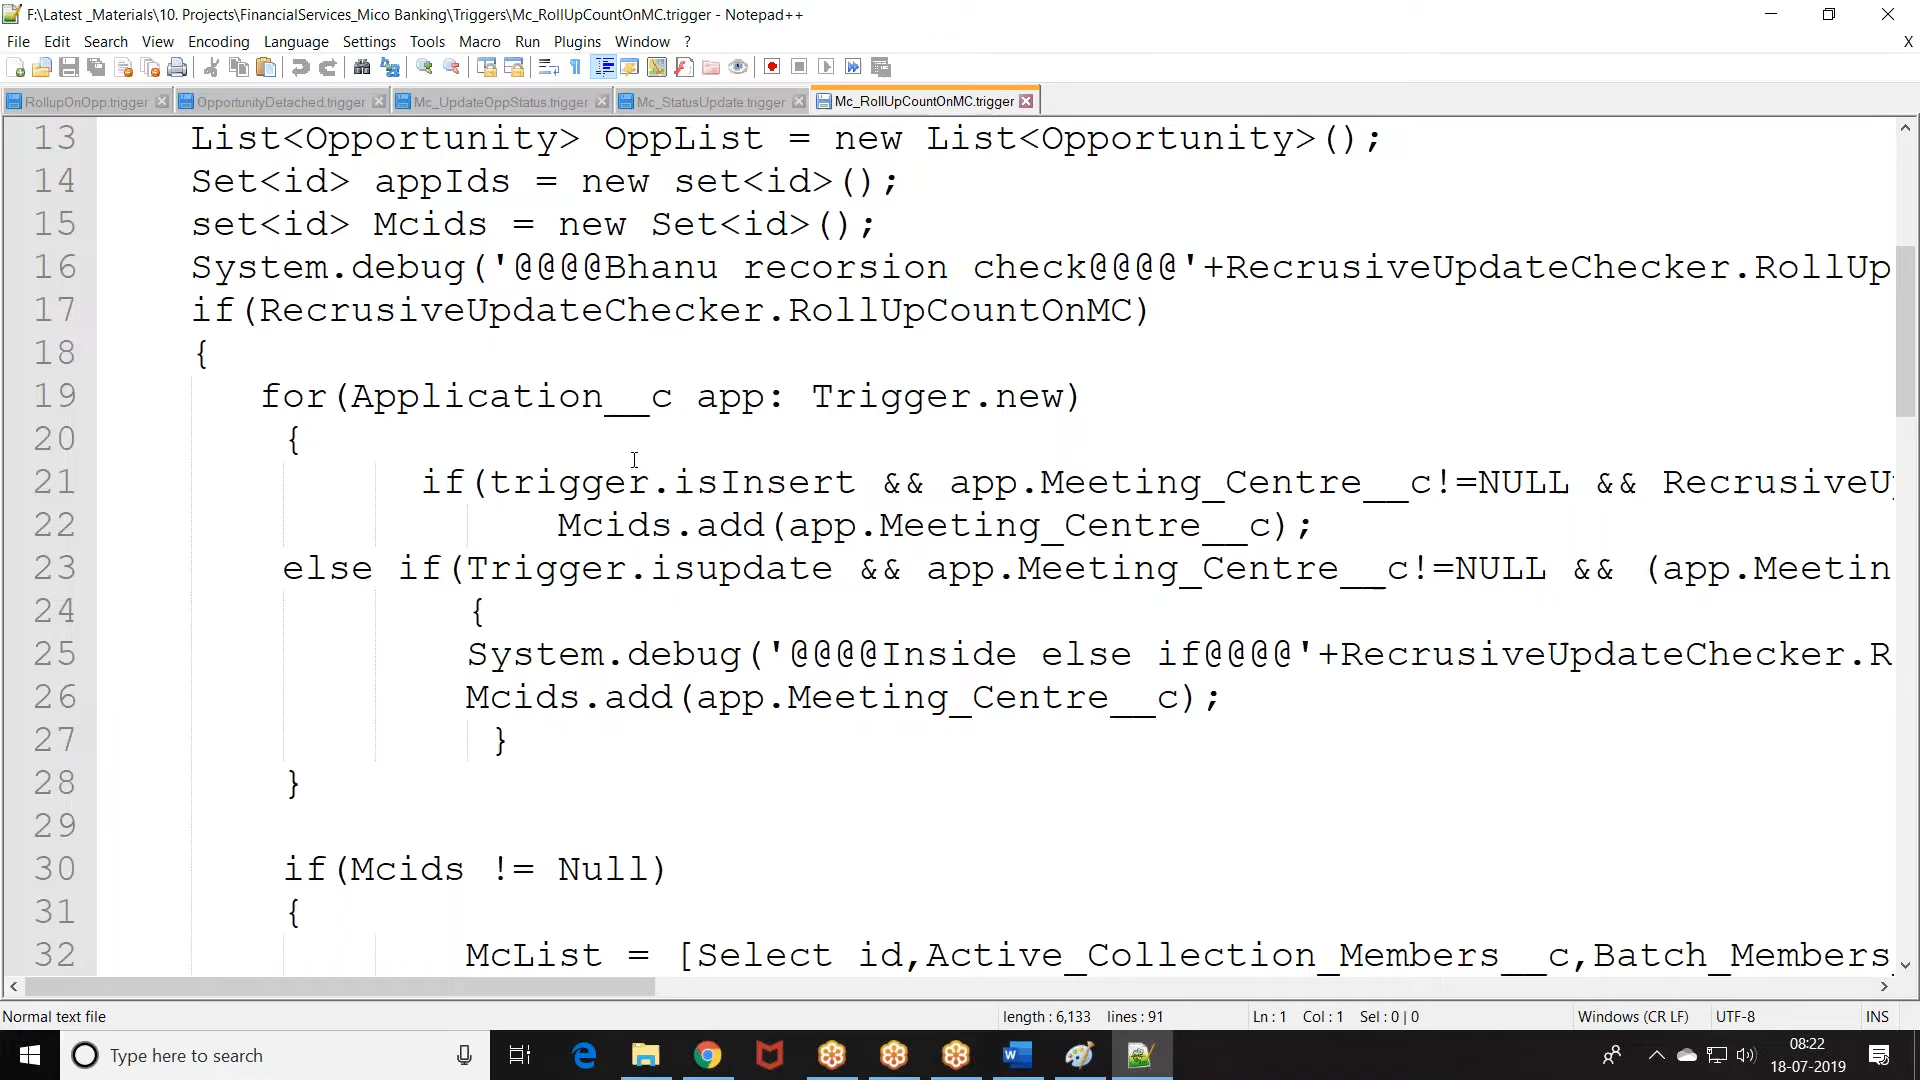 F:\Latest _Materials\10. Projects\FinancialServices_Mico Banking\Triggers\Mc_RollUpCountOnMC.trigger - Notepad++
File Edit Search View Encoding Language Settings Tools Macro Run Plugins Window ? X
RollupOnOpp.trigger OpportunityDetached.trigger Mc_UpdateOppStatus.trigger Mc_StatusUpdate.trigger Mc_RollUpCountOnMC.trigger
13 List<Opportunity> OppList = new List<Opportunity>();
14 Set<id> appIds = new set<id>();
15 set<id> Mcids = new Set<id>();
16 System.debug('@@@@Bhanu recorsion check@@@@'+RecrusiveUpdateChecker.RollUp
17 if(RecrusiveUpdateChecker.RollUpCountOnMC)
18 {
19 for(Application__c app: Trigger.new)
20 {
21 if(trigger.isInsert && app.Meeting_Centre__c!=NULL && RecrusiveU
22 Mcids.add(app.Meeting_Centre__c);
23 else if(Trigger.isupdate && app.Meeting_Centre__c!=NULL && (app.Meetin
24 {
25 System.debug('@@@@Inside else if@@@@'+RecrusiveUpdateChecker.R
26 Mcids.add(app.Meeting_Centre__c);
27 }
28 }
29
30 if(Mcids != Null)
31 {
32 McList = [Select id,Active_Collection_Members__c,Batch_Members_
Normal text file length : 6,133 lines : 91 Ln : 1 Col : 1 Sel : 0 | 0 Windows (CR LF) UTF-8 INS
Type here to search
08:22
18-07-2019